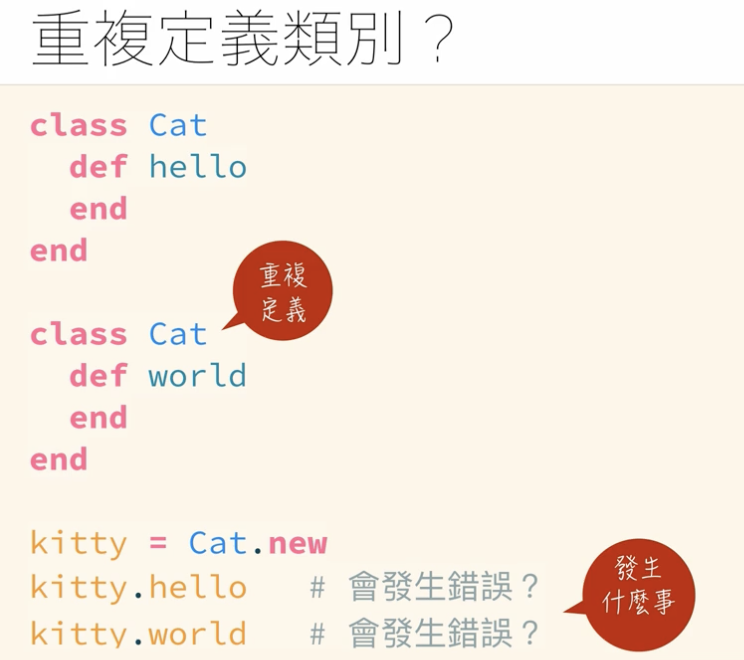 重複定義類別？
class Cat
  def hello
  end
end
重複
定義
class Cat
  def world
  end
end
kitty = Cat.new
kitty.hello   # 會發生錯誤？
kitty.world   # 會發生錯誤？
發生
什麼事